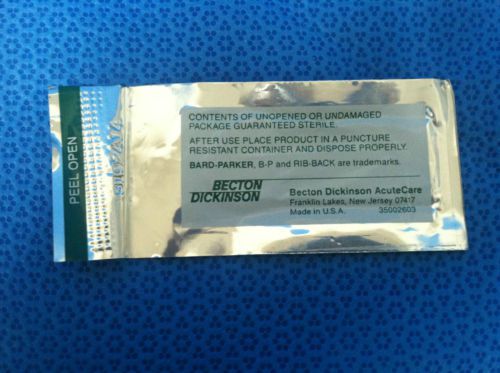 PEEL OPEN
CONTENTS OF UNOPENED OR UNDAMAGED
PACKAGE GUARANTEED STERILE.
AFTER USE PLACE PRODUCT IN A PUNCTURE
RESISTANT CONTAINER AND DISPOSE PROPERLY.
BARD-PARKER, B-P and RIB-BACK are trademarks.
BECTON
DICKINSON
Becton Dickinson AcuteCare
Franklin Lakes, New Jersey 07417
Made in U.S.A. 35002603